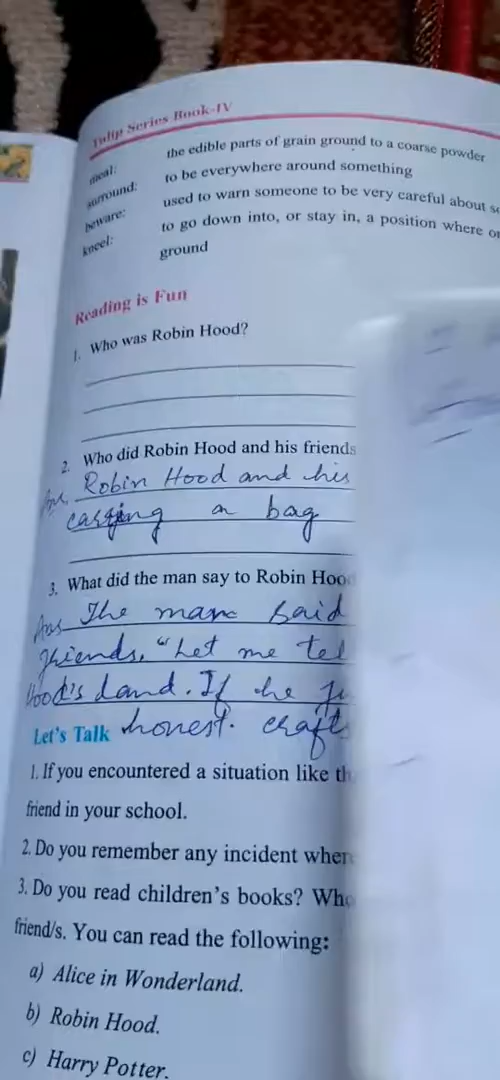 Tulip Series Book-IV
meal: the edible parts of grain ground to a coarse powder
surround: to be everywhere around something
beware: used to warn someone to be very careful about
kneel: to go down into, or stay in, a position where
ground
Reading is Fun
1. Who was Robin Hood?
2. Who did Robin Hood and his friends
Ans Robin Hood and his
carrying a bag
3. What did the man say to Robin
Ans The man said
friends, "Let me
Hood's land. If he
honest.
Let's Talk
1. If you encountered a situation like
friend in your school.
2. Do you remember any incident
3. Do you read children's books?
friend/s. You can read the following:
a) Alice in Wonderland.
b) Robin Hood.
c) Harry Potter.